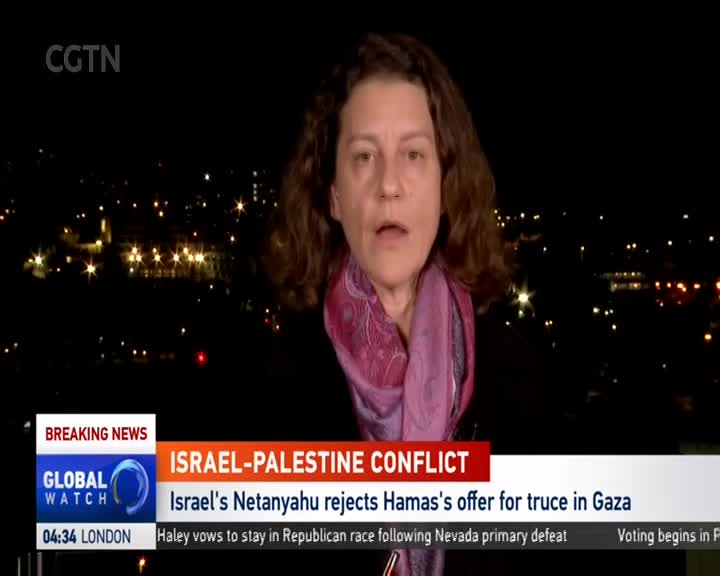 CGTN
BREAKING NEWS
ISRAEL-PALESTINE CONFLICT
GLOBAL
WATCH
Israel's Netanyahu rejects Hamas's offer for truce in Gaza
04:34 LONDON
Haley vows to stay in Republican race following Nevada primary defeat
Voting begins in